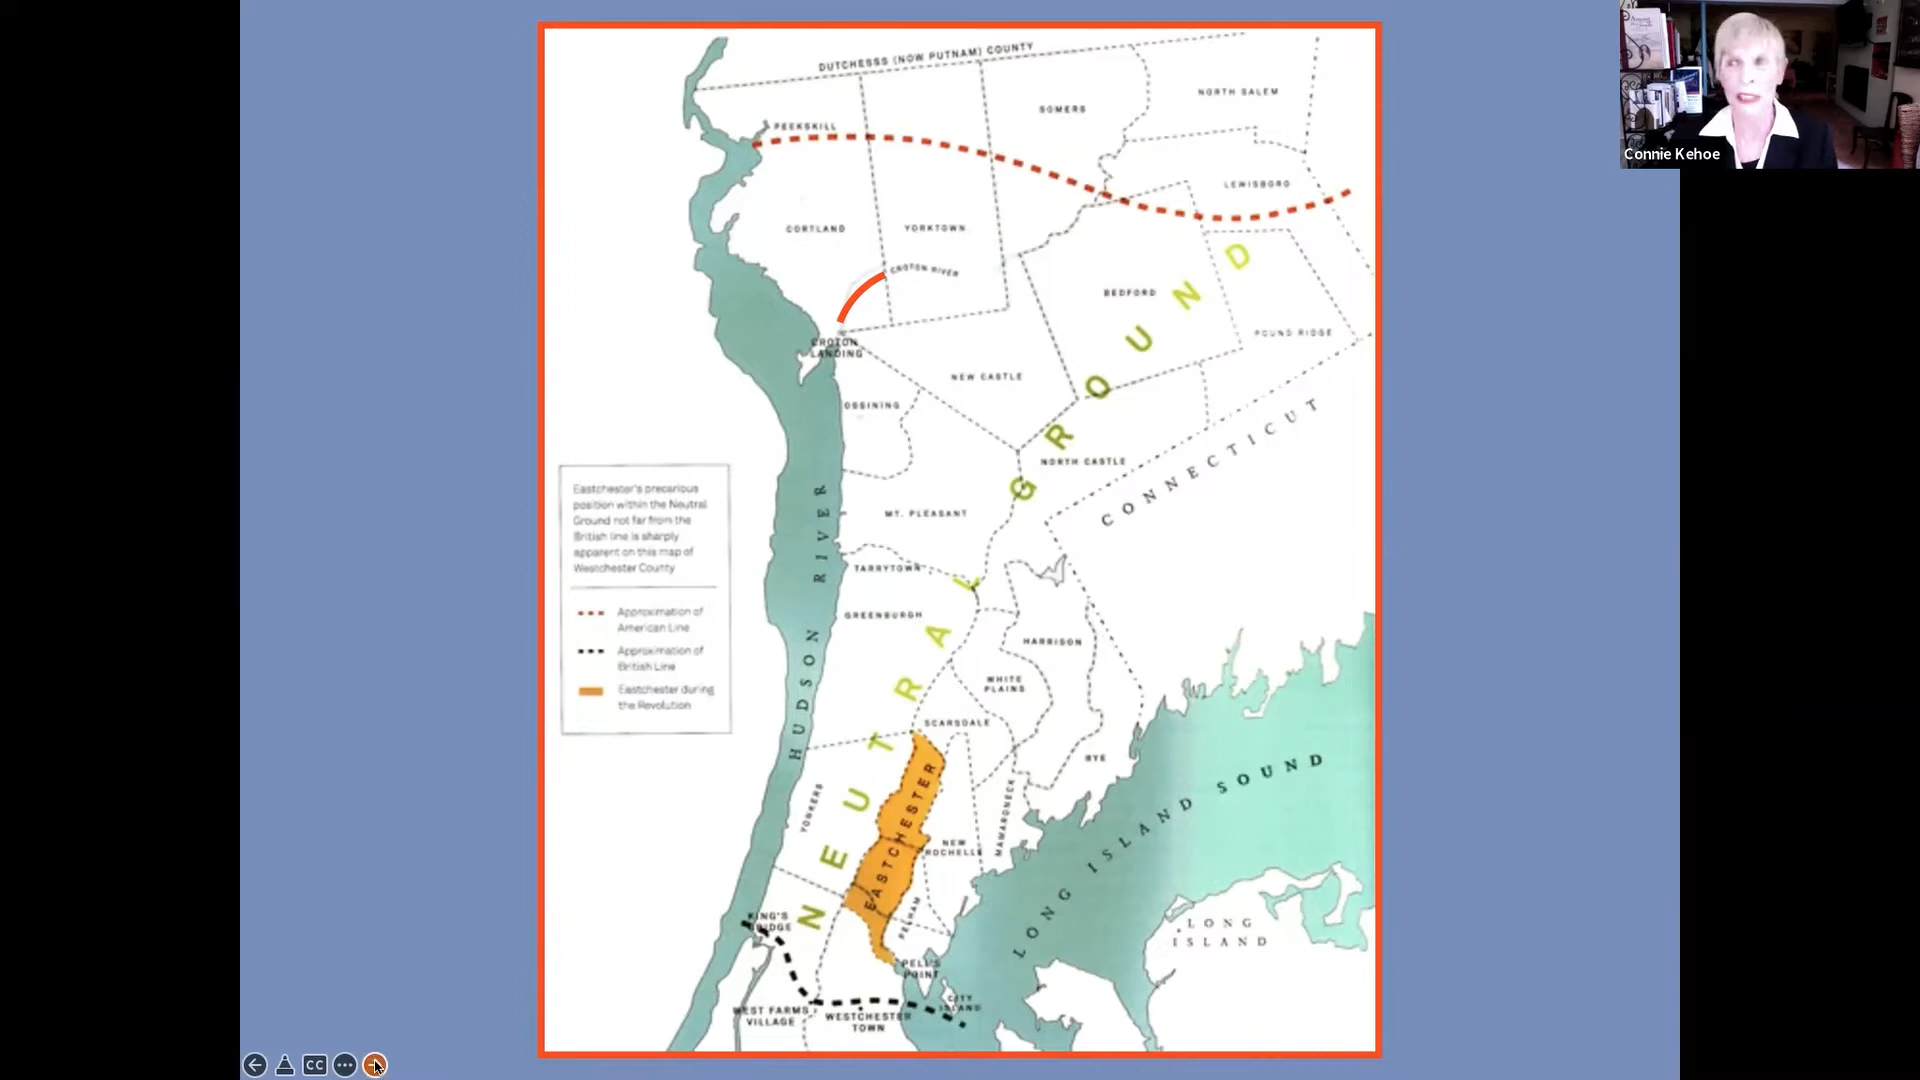 DUTCHESSS (NOW PUTNAM) COUNTY
NORTH SALEM
SOMERS
PEEKSKILL
LEWISBORO
CORTLAND
YORKTOWN
CROTON RIVER
BEDFORD
POUND RIDGE
CROTON
LANDING
NEW CASTLE
OSSINING
NORTH CASTLE
CONNECTICUT
MT. PLEASANT
TARRYTOWN
GREENBURGH
HARRISON
WHITE
PLAINS
SCARSDALE
RYE
HUDSON RIVER
NEUTRAL GROUND
YONKERS
EASTCHESTER
NEW
ROCHELLE
MAMARONECK
PELHAM
LONG ISLAND SOUND
LONG
ISLAND
KING'S
BRIDGE
PELL'S
POINT
CITY
ISLAND
WEST FARMS
VILLAGE
WESTCHESTER
TOWN
Eastchester's precarious
position within the Neutral
Ground not far from the
British line is sharply
apparent on this map of
Westchester County
Approximation of
American Line
Approximation of
British Line
Eastchester during
the Revolution
Connie Kehoe
CC